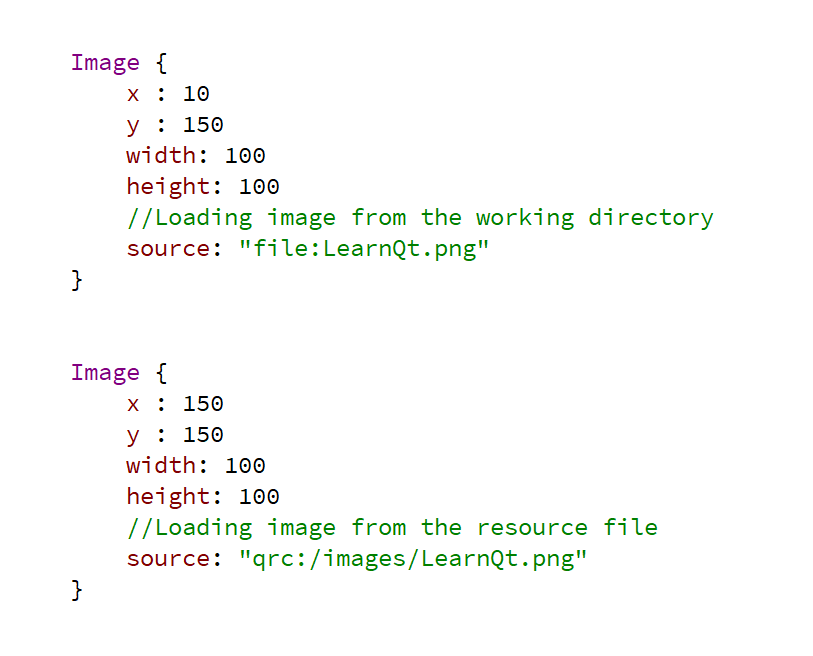 Image {
    x : 10
    y : 150
    width: 100
    height: 100
    //Loading image from the working directory
    source: "file:LearnQt.png"
}
Image {
    x : 150
    y : 150
    width: 100
    height: 100
    //Loading image from the resource file
    source: "qrc:/images/LearnQt.png"
}